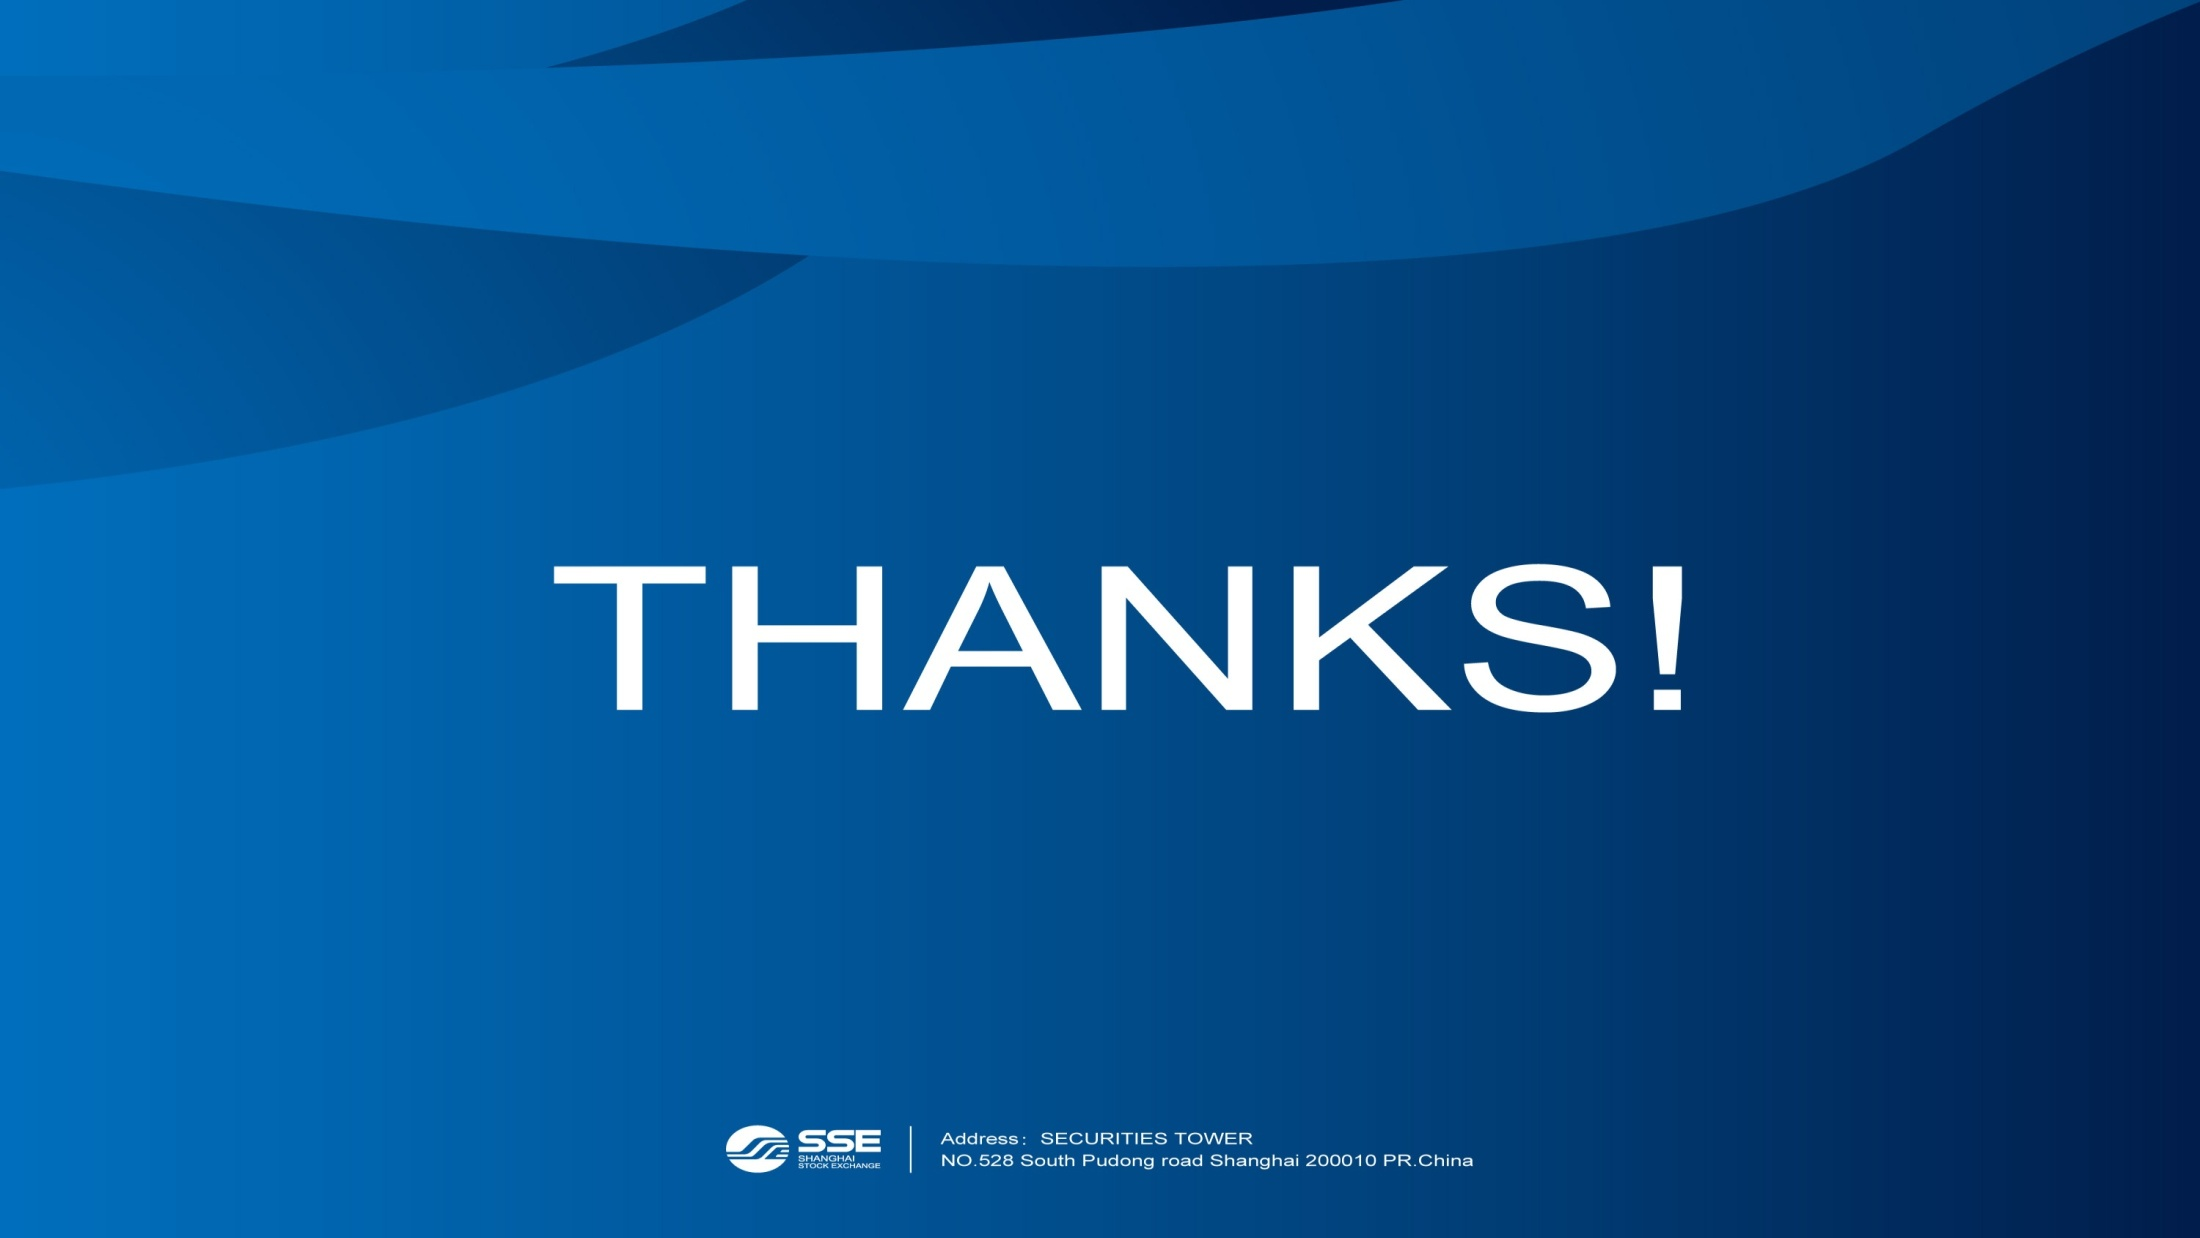 THANKS!
SSE
SHANGHAI
STOCK EXCHANGE
Address：SECURITIES TOWER
NO.528 South Pudong road Shanghai 200010 PR.China